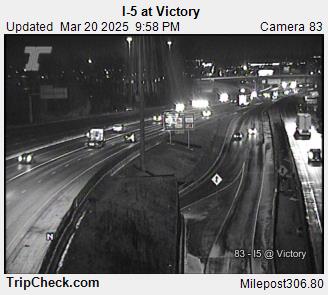 I-5 at Victory
Updated Mar 20 2025 9:58 PM Camera 83
T
N
83 - I5 @ Victory
TripCheck.com Milepost306.80